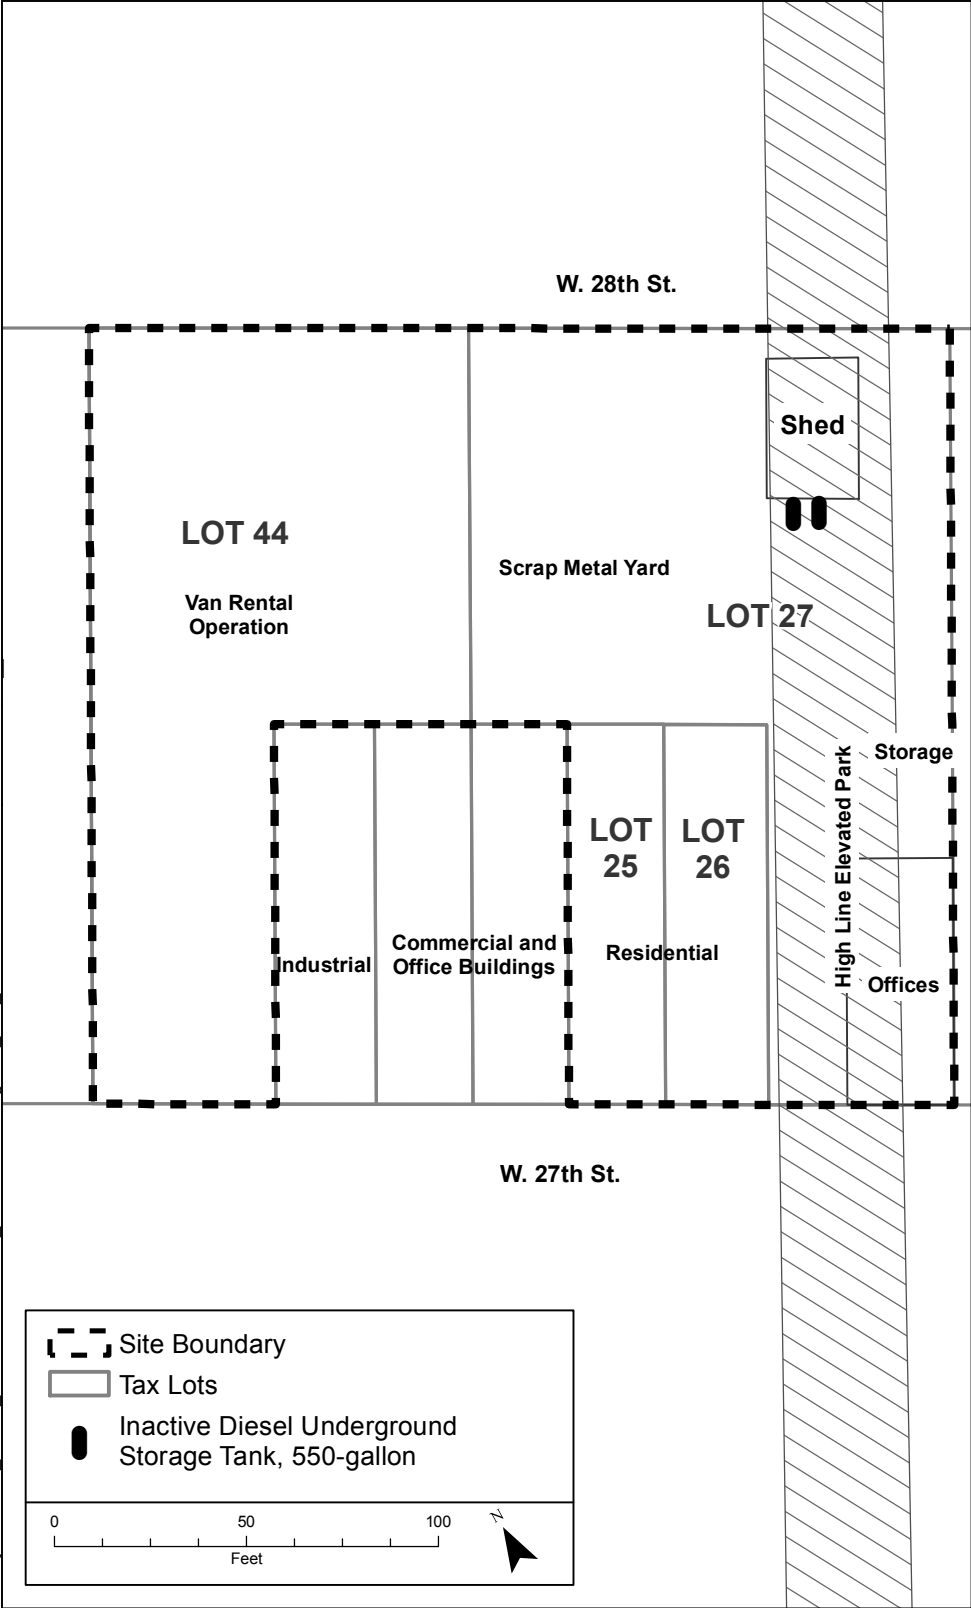 W. 28th St.
Shed
LOT 44
Van Rental
Operation
Scrap Metal Yard
LOT 27
Storage
High Line Elevated Park
LOT
25
LOT
26
Industrial
Commercial and
Office Buildings
Residential
Offices
W. 27th St.
Site Boundary
Tax Lots
Inactive Diesel Underground
Storage Tank, 550-gallon
0 50 100
Feet
N